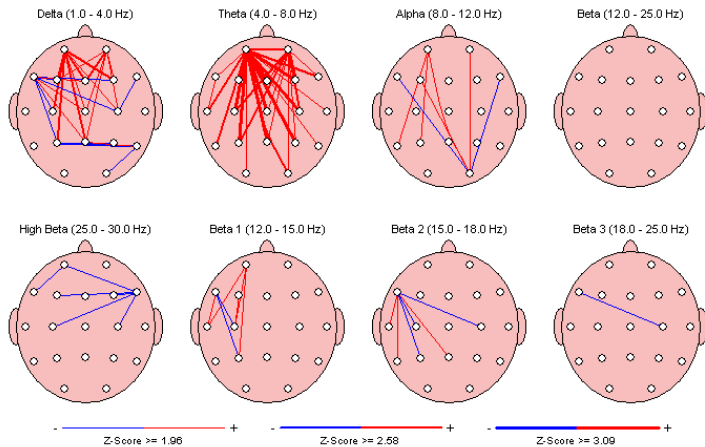 Delta (1.0 - 4.0 Hz) Theta (4.0 - 8.0 Hz) Alpha (8.0 - 12.0 Hz) Beta (12.0 - 25.0 Hz)
High Beta (25.0 - 30.0 Hz) Beta 1 (12.0 - 15.0 Hz) Beta 2 (15.0 - 18.0 Hz) Beta 3 (18.0 - 25.0 Hz)
- + - + - +
Z-Score >= 1.96 Z-Score >= 2.58 Z-Score >= 3.09